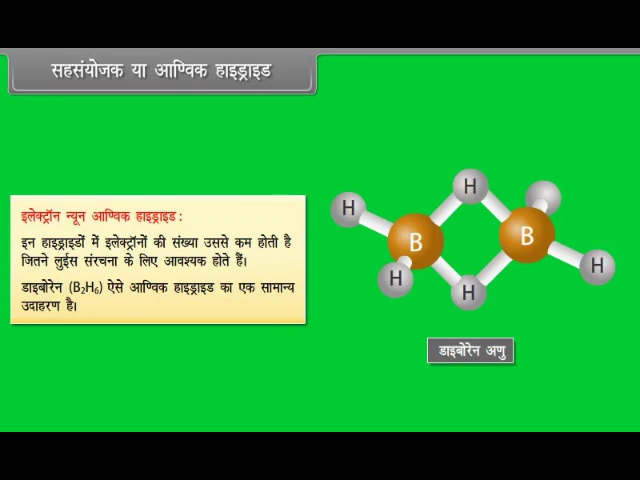 सहसंयोजक या आण्विक हाइड्राइड
इलेक्ट्रॉन न्यून आण्विक हाइड्राइड :
इन हाइड्राइडों में इलेक्ट्रॉनों की संख्या उससे कम होती है
जितने लुईस संरचना के लिए आवश्यक होते हैं।
डाइबोरेन (B₂H₆) ऐसे आण्विक हाइड्राइड का एक सामान्य
उदाहरण है।
H
H
B
B
H
H
H
डाइबोरेन अणु